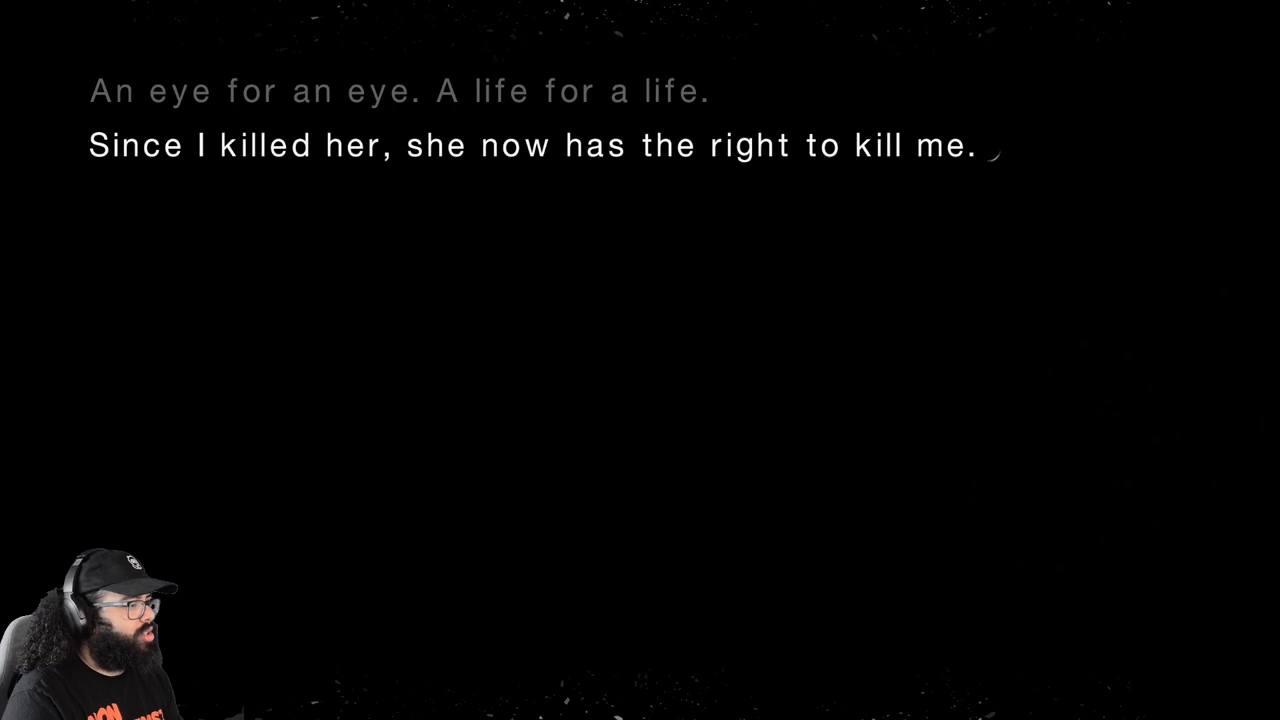 An eye for an eye. A life for a life.
Since I killed her, she now has the right to kill me.